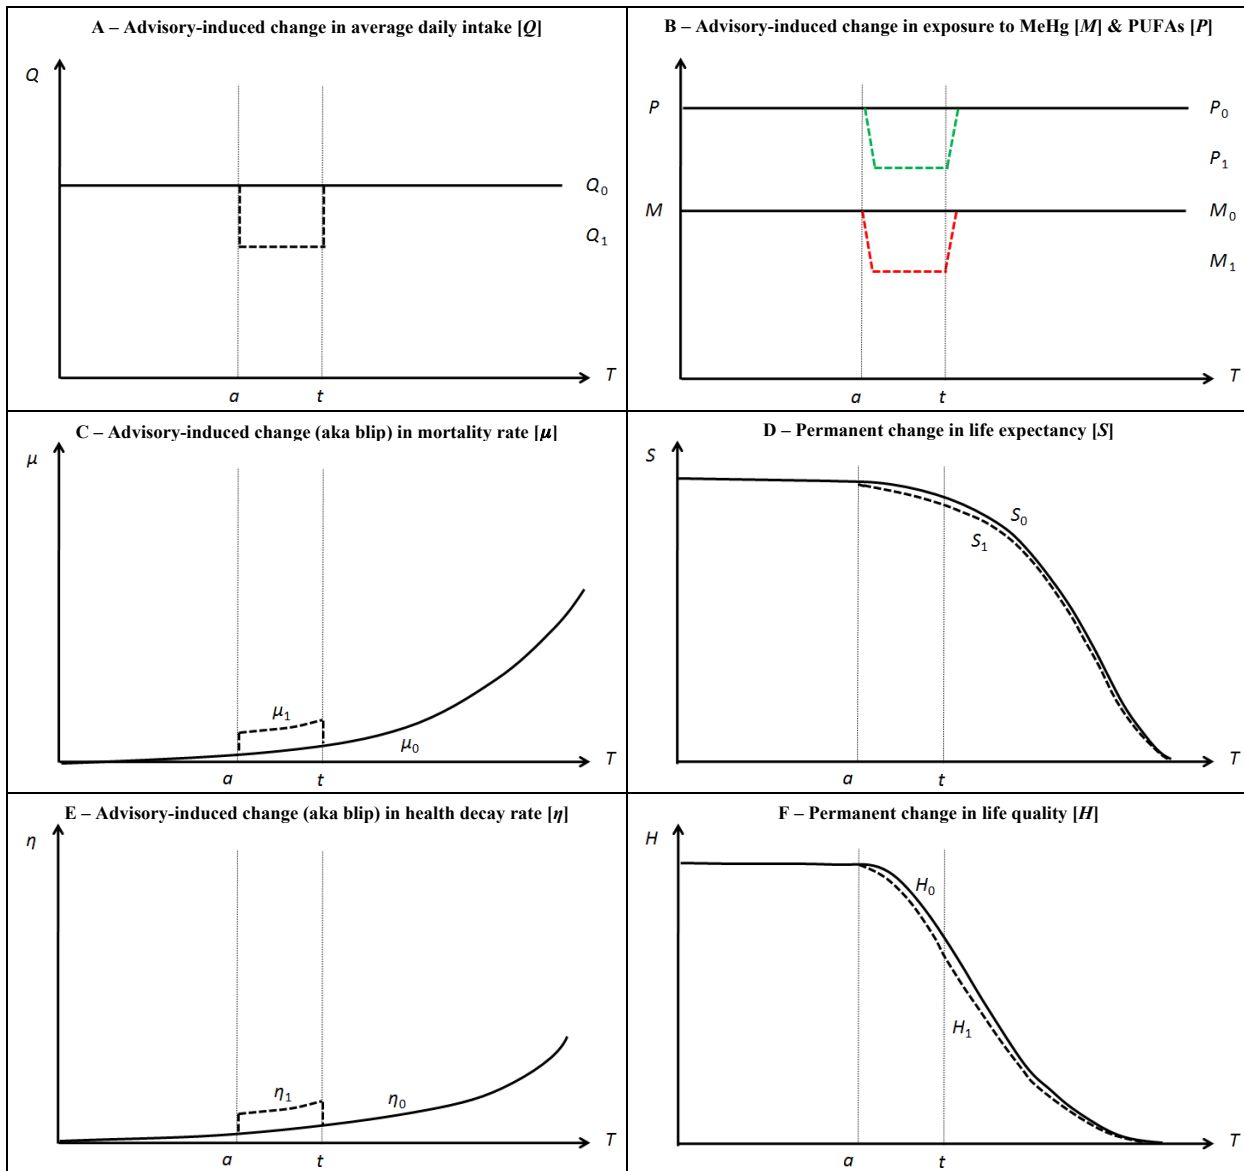 A – Advisory-induced change in average daily intake [Q]
Q
Q0
Q1
T
a t
B – Advisory-induced change in exposure to MeHg [M] & PUFAs [P]
P
P0
P1
M
M0
M1
T
a t
C – Advisory-induced change (aka blip) in mortality rate [μ]
μ
μ1
μ0
T
a t
D – Permanent change in life expectancy [S]
S
S0
S1
T
a t
E – Advisory-induced change (aka blip) in health decay rate [η]
η
η1
η0
T
a t
F – Permanent change in life quality [H]
H
H0
H1
T
a t